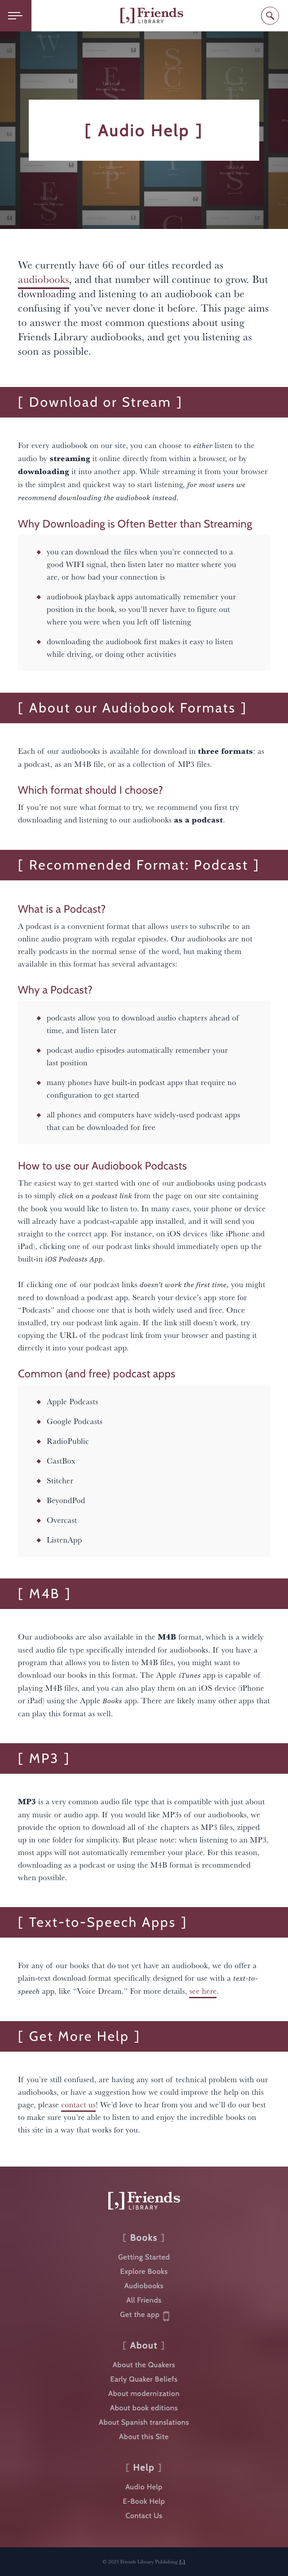 [,] Friends
LIBRARY
[ Audio Help ]
We currently have 66 of our titles recorded as
audiobooks, and that number will continue to grow. But
downloading and listening to an audiobook can be
confusing if you’ve never done it before. This page aims
to answer the most common questions about using
Friends Library audiobooks, and get you listening as
soon as possible.
[ Download or Stream ]
For every audiobook on our site, you can choose to either listen to the
audio by streaming it online directly from within a browser, or by
downloading it into another app. While streaming it from your browser
is the simplest and quickest way to start listening, for most users we
recommend downloading the audiobook instead.
Why Downloading is Often Better than Streaming
◆ you can download the files when you’re connected to a
good WIFI signal, then listen later no matter where you
are, or how bad your connection is
◆ audiobook playback apps automatically remember your
position in the book, so you’ll never have to figure out
where you were when you left off listening
◆ downloading the audiobook first makes it easy to listen
while driving, or doing other activities
[ About our Audiobook Formats ]
Each of our audiobooks is available for download in three formats: as
a podcast, as an M4B file, or as a collection of MP3 files.
Which format should I choose?
If you’re not sure what format to try, we recommend you first try
downloading and listening to our audiobooks as a podcast.
[ Recommended Format: Podcast ]
What is a Podcast?
A podcast is a convenient format that allows users to subscribe to an
online audio program with regular episodes. Our audiobooks are not
really podcasts in the normal sense of the word, but making them
available in this format has several advantages:
Why a Podcast?
◆ podcasts allow you to download audio chapters ahead of
time, and listen later
◆ podcast audio episodes automatically remember your
last position
◆ many phones have built-in podcast apps that require no
configuration to get started
◆ all phones and computers have widely-used podcast apps
that can be downloaded for free
How to use our Audiobook Podcasts
The easiest way to get started with one of our audiobooks using podcasts
is to simply click on a podcast link from the page on our site containing
the book you would like to listen to. In many cases, your phone or device
will already have a podcast-capable app installed, and it will send you
straight to the correct app. For instance, on iOS devices (like iPhone and
iPad), clicking one of our podcast links should immediately open up the
built-in iOS Podcasts App.
If clicking one of our podcast links doesn’t work the first time, you might
need to download a podcast app. Search your device’s app store for
“Podcasts” and choose one that is both widely used and free. Once
installed, try our podcast link again. If the link still doesn’t work, try
copying the URL of the podcast link from your browser and pasting it
directly it into your podcast app.
Common (and free) podcast apps
◆ Apple Podcasts
◆ Google Podcasts
◆ RadioPublic
◆ CastBox
◆ Stitcher
◆ BeyondPod
◆ Overcast
◆ ListenApp
[ M4B ]
Our audiobooks are also available in the M4B format, which is a widely
used audio file type specifically intended for audiobooks. If you have a
program that allows you to listen to M4B files, you might want to
download our books in this format. The Apple iTunes app is capable of
playing M4B files, and you can also play them on an iOS device (iPhone
or iPad) using the Apple Books app. There are likely many other apps that
can play this format as well.
[ MP3 ]
MP3 is a very common audio file type that is compatible with just about
any music or audio app. If you would like MP3s of our audiobooks, we
provide the option to download all of the chapters as MP3 files, zipped
up in one folder for simplicity. But please note: when listening to an MP3,
most apps will not automatically remember your place. For this reason,
downloading as a podcast or using the M4B format is recommended
when possible.
[ Text-to-Speech Apps ]
For any of our books that do not yet have an audiobook, we do offer a
plain-text download format specifically designed for use with a text-to-
speech app, like “Voice Dream.” For more details, see here.
[ Get More Help ]
If you’re still confused, are having any sort of technical problem with our
audiobooks, or have a suggestion how we could improve the help on this
page, please contact us! We’d love to hear from you and we’ll do our best
to make sure you’re able to listen to and enjoy the incredible books on
this site in a way that works for you.
[,] Friends
LIBRARY
[ Books ]
Getting Started
Explore Books
Audiobooks
All Friends
Get the app
[ About ]
About the Quakers
Early Quaker Beliefs
About modernization
About book editions
About Spanish translations
About this Site
[ Help ]
Audio Help
E-Book Help
Contact Us